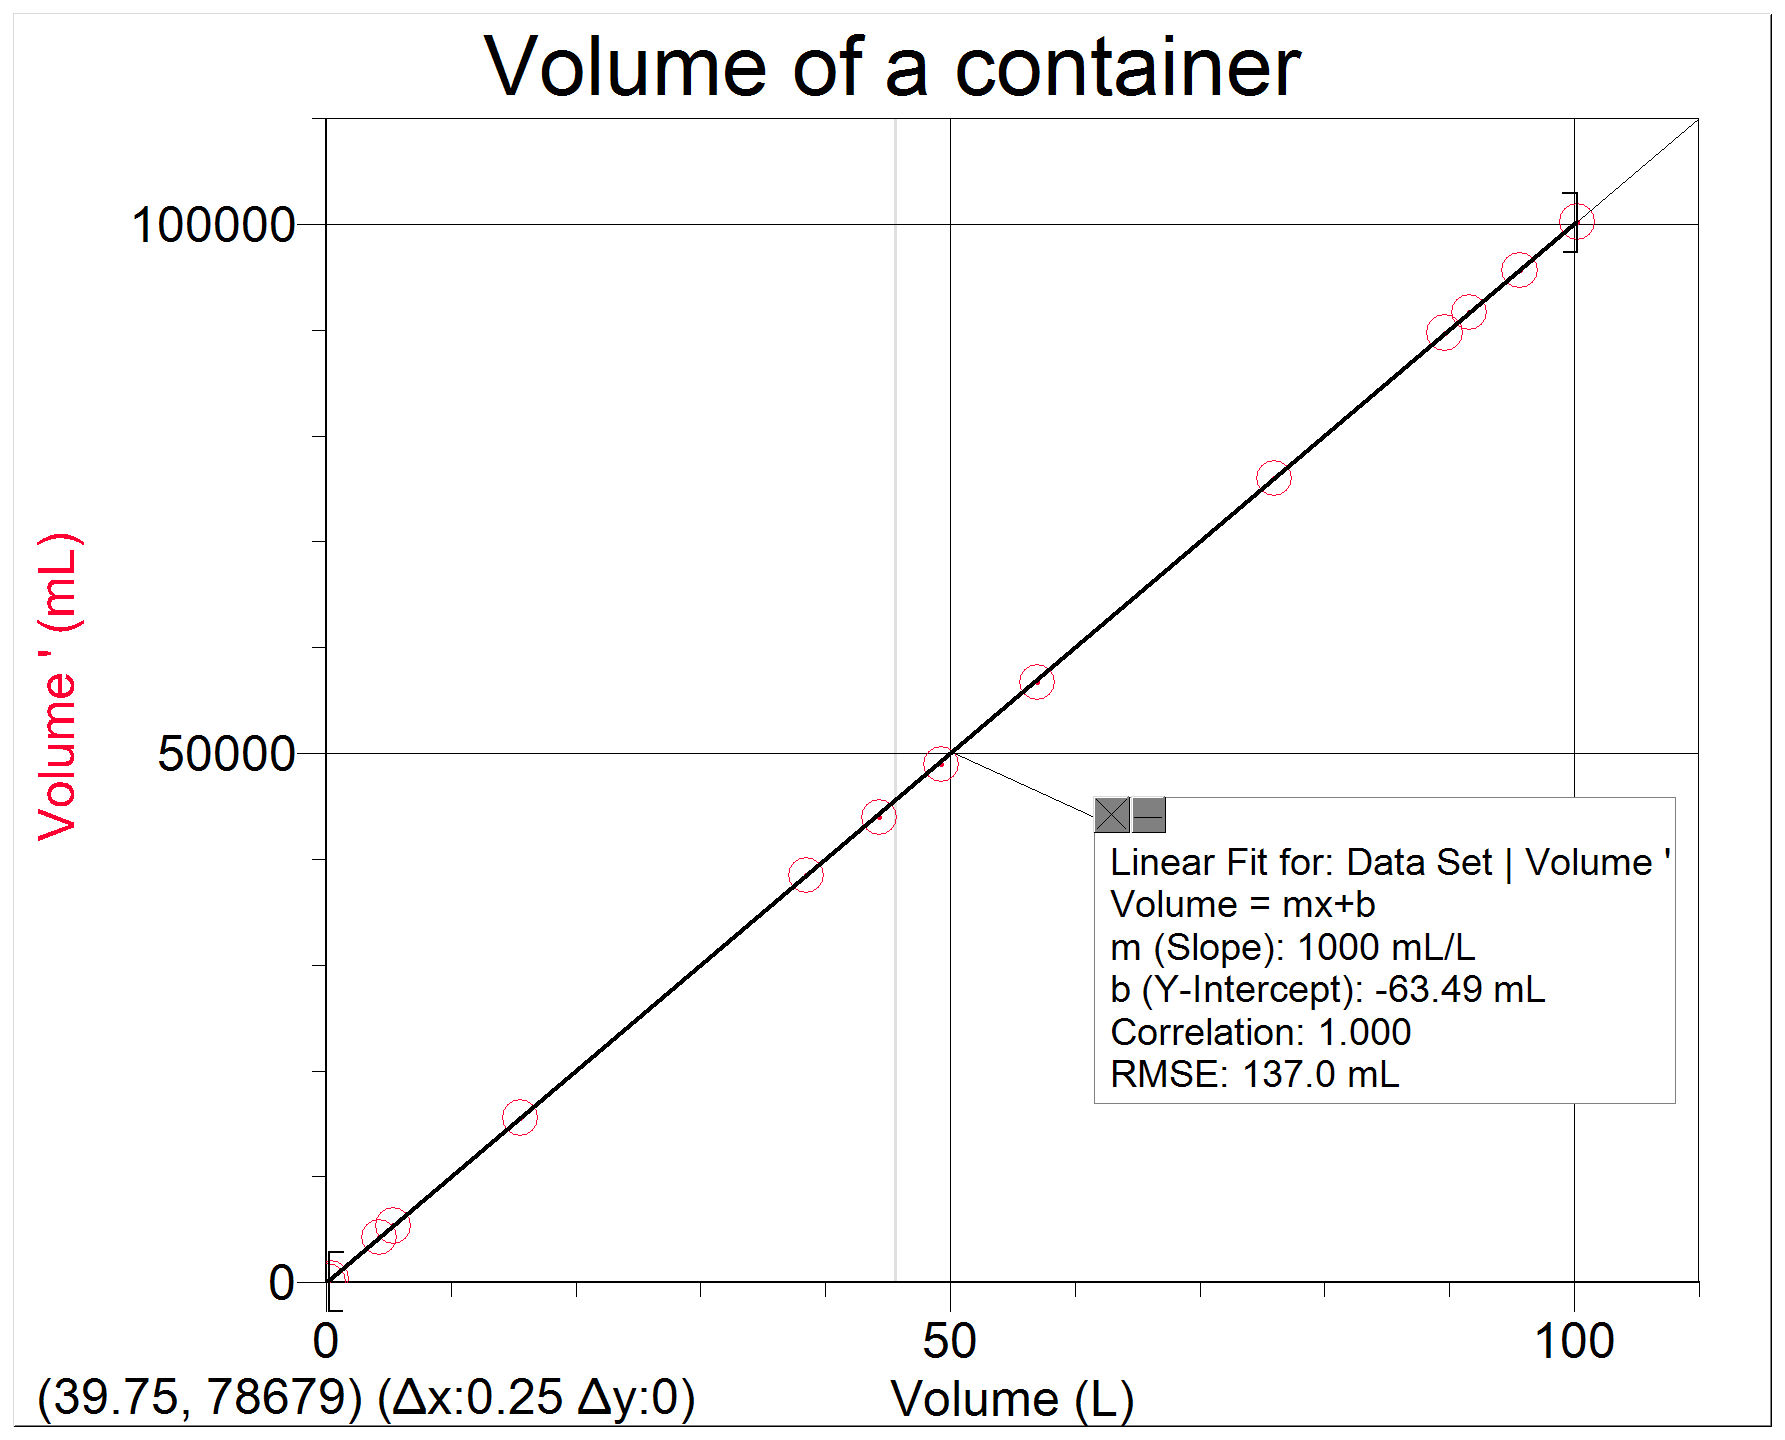 Volume of a container
100000
50000
0
Volume ' (mL)
Linear Fit for: Data Set | Volume '
Volume = mx+b
m (Slope): 1000 mL/L
b (Y-Intercept): -63.49 mL
Correlation: 1.000
RMSE: 137.0 mL
0 50 100
(39.75, 78679) (Δx:0.25 Δy:0) Volume (L)